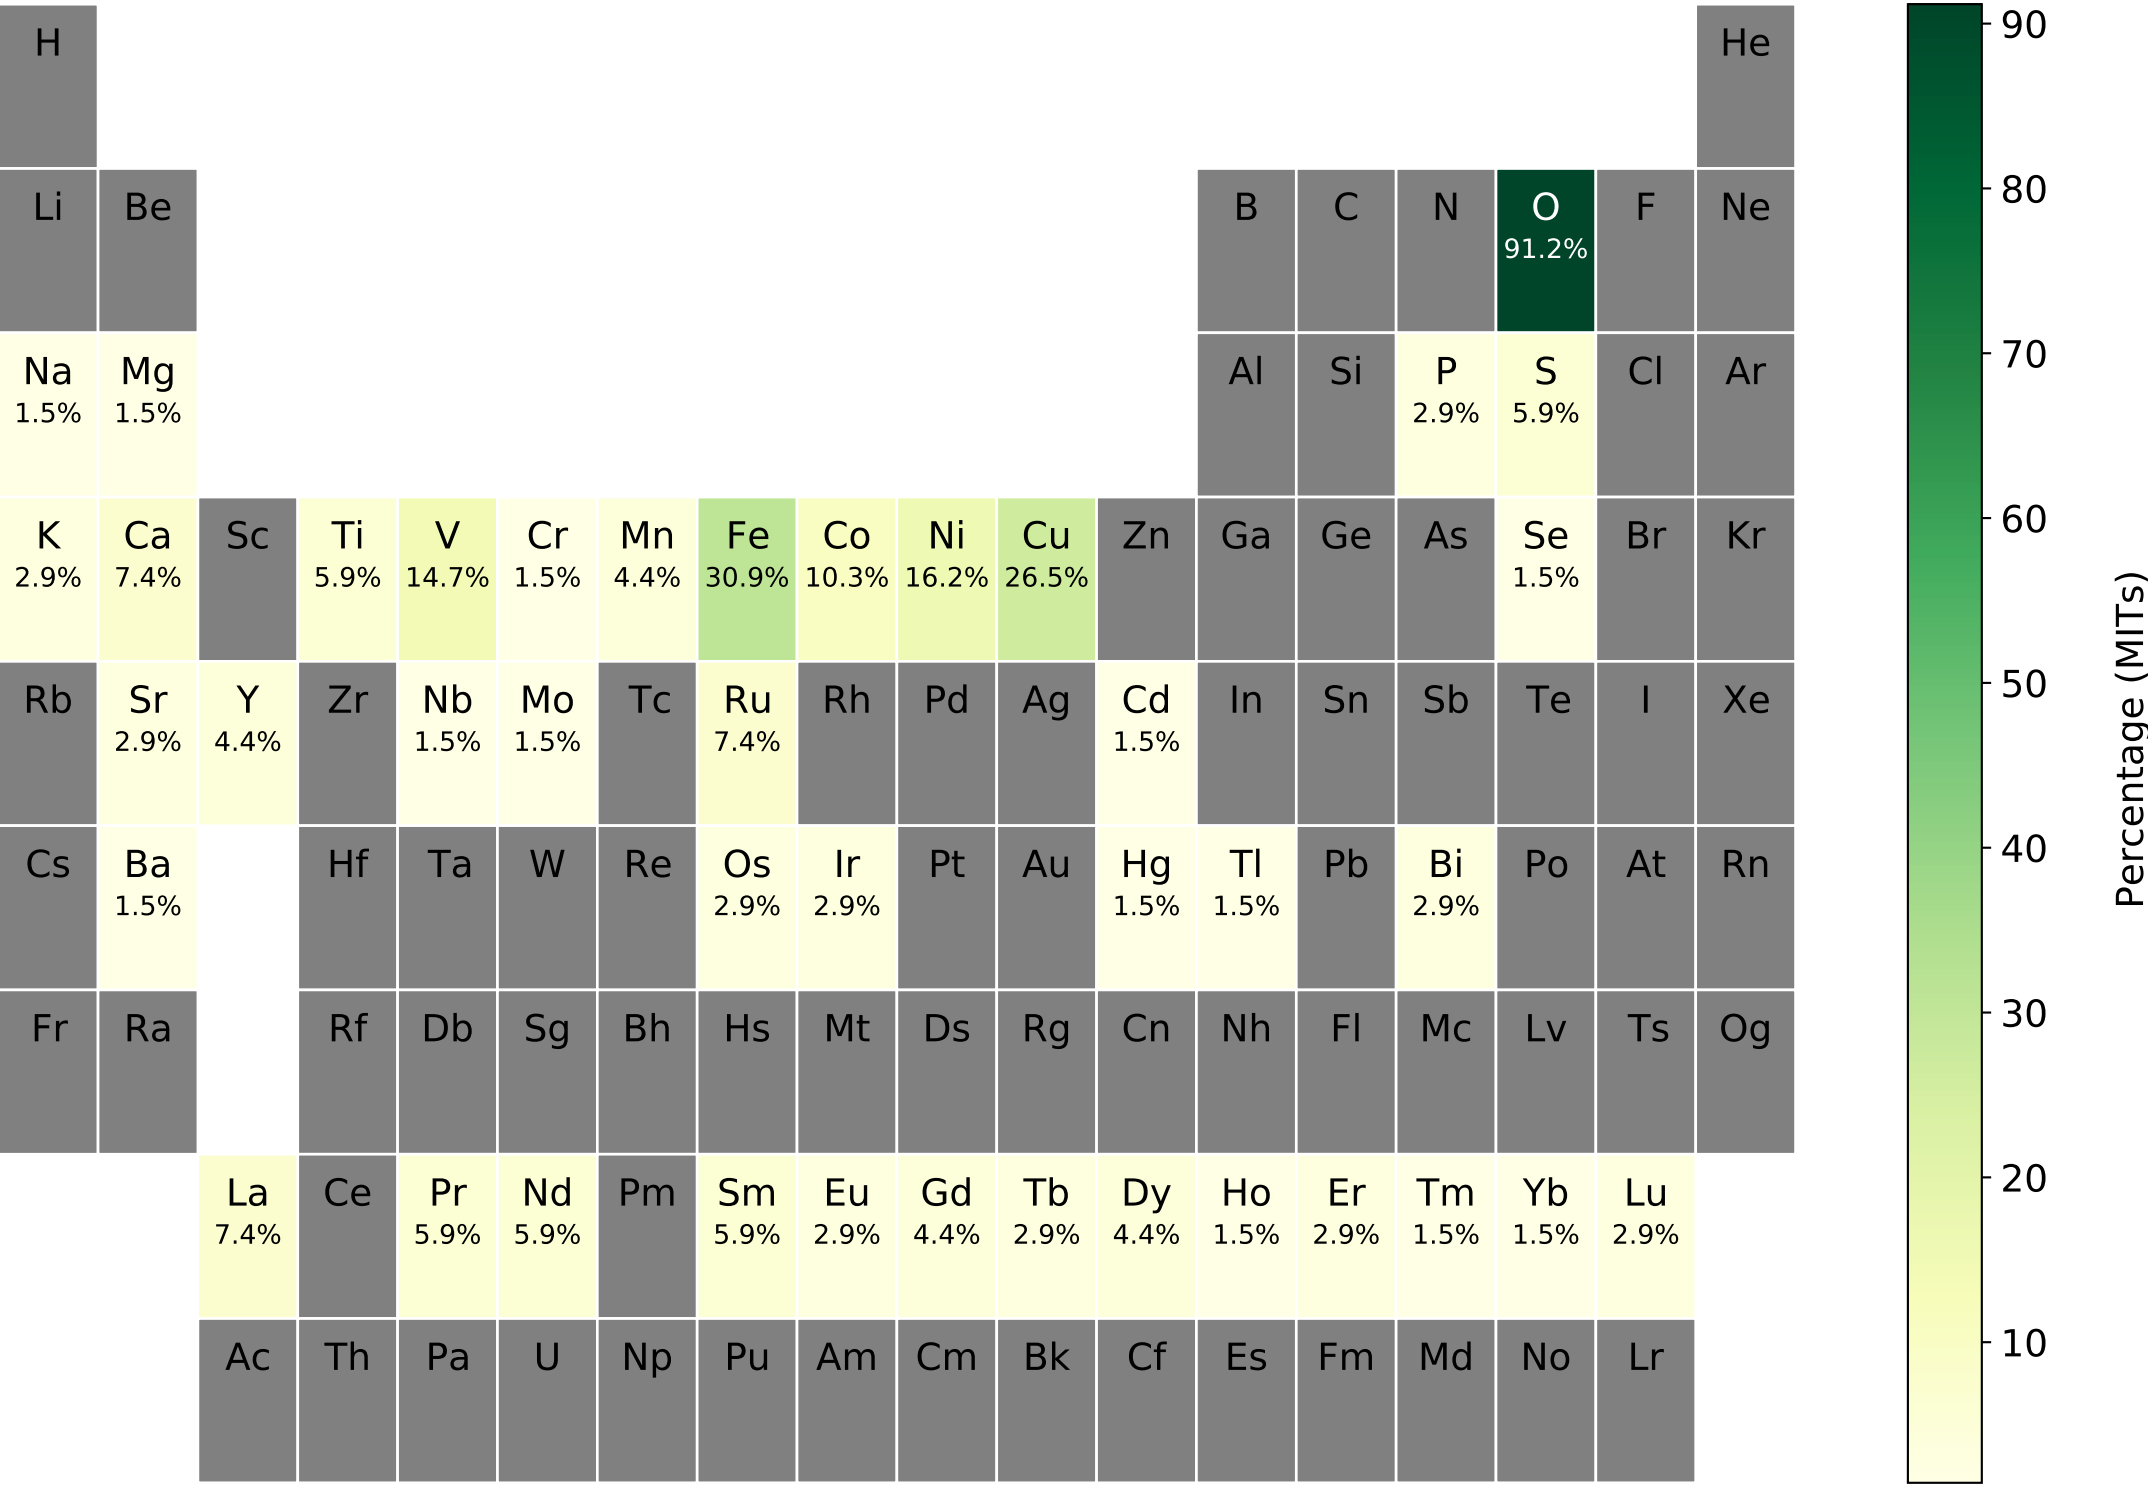 H He 90
Li Be B C N O F Ne 80
91.2%
Na Mg Al Si P S Cl Ar 70
1.5% 1.5% 2.9% 5.9%
K Ca Sc Ti V Cr Mn Fe Co Ni Cu Zn Ga Ge As Se Br Kr 60
2.9% 7.4% 5.9% 14.7% 1.5% 4.4% 30.9% 10.3% 16.2% 26.5% 1.5%
Rb Sr Y Zr Nb Mo Tc Ru Rh Pd Ag Cd In Sn Sb Te I Xe 50
2.9% 4.4% 1.5% 1.5% 7.4% 1.5%
Cs Ba Hf Ta W Re Os Ir Pt Au Hg Tl Pb Bi Po At Rn 40
1.5% 2.9% 2.9% 1.5% 1.5% 2.9%
Fr Ra Rf Db Sg Bh Hs Mt Ds Rg Cn Nh Fl Mc Lv Ts Og 30
La Ce Pr Nd Pm Sm Eu Gd Tb Dy Ho Er Tm Yb Lu 20
7.4% 5.9% 5.9% 5.9% 2.9% 4.4% 2.9% 4.4% 1.5% 2.9% 1.5% 1.5% 2.9%
Ac Th Pa U Np Pu Am Cm Bk Cf Es Fm Md No Lr 10
Percentage (MITs)